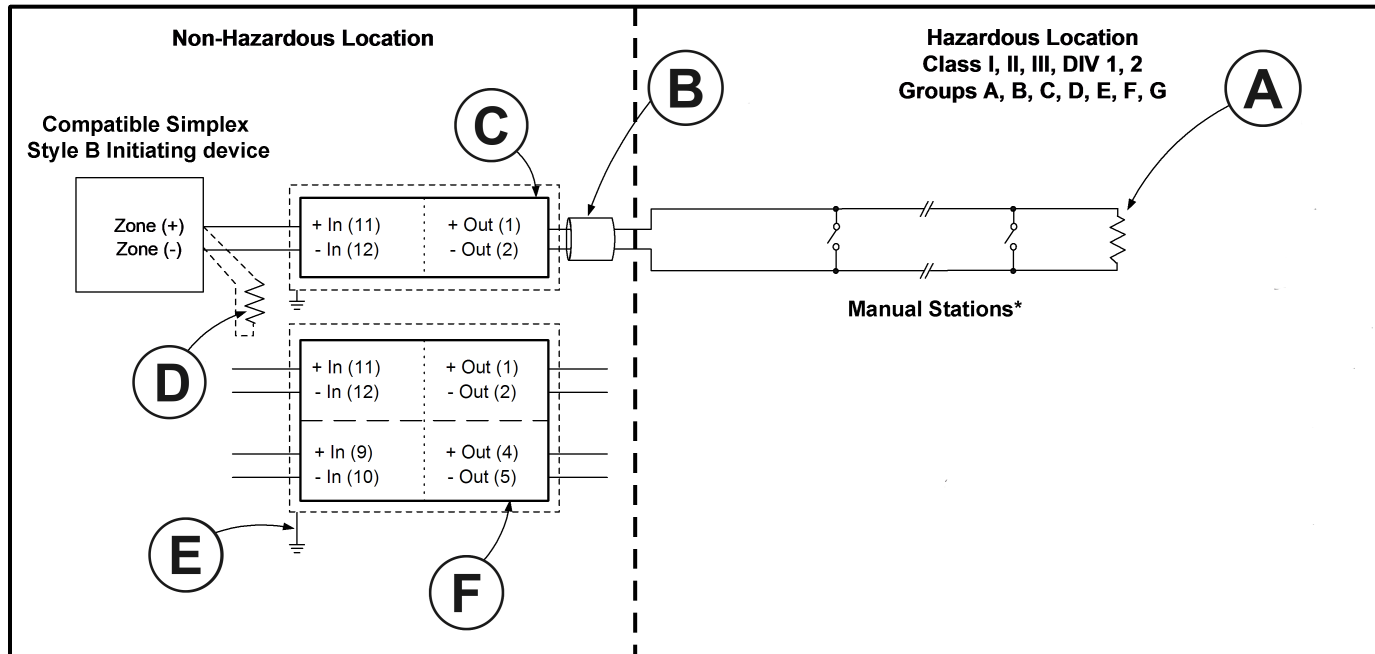 Non-Hazardous Location
Hazardous Location
Class I, II, III, DIV 1, 2
Groups A, B, C, D, E, F, G
B
A
C
Compatible Simplex
Style B Initiating device
Zone (+)
Zone (-)
+ In (11)
- In (12)
+ Out (1)
- Out (2)
Manual Stations*
D
+ In (11)
- In (12)
+ Out (1)
- Out (2)
+ In (9)
- In (10)
+ Out (4)
- Out (5)
E
F